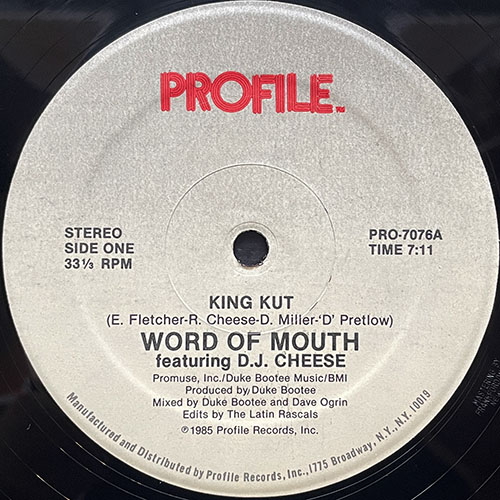 PROFILE™
STEREO
SIDE ONE
33⅓ RPM
PRO-7076A
TIME 7:11
KING KUT
(E. Fletcher-R. Cheese-D. Miller-'D' Pretlow)
WORD OF MOUTH
featuring D.J. CHEESE
Promuse, Inc./Duke Bootee Music/BMI
Produced by Duke Bootee
Mixed by Duke Bootee and Dave Ogrin
Edits by The Latin Rascals
℗1985 Profile Records, Inc.
Manufactured and Distributed by Profile Records, Inc., 1775 Broadway, N.Y., N.Y. 10019